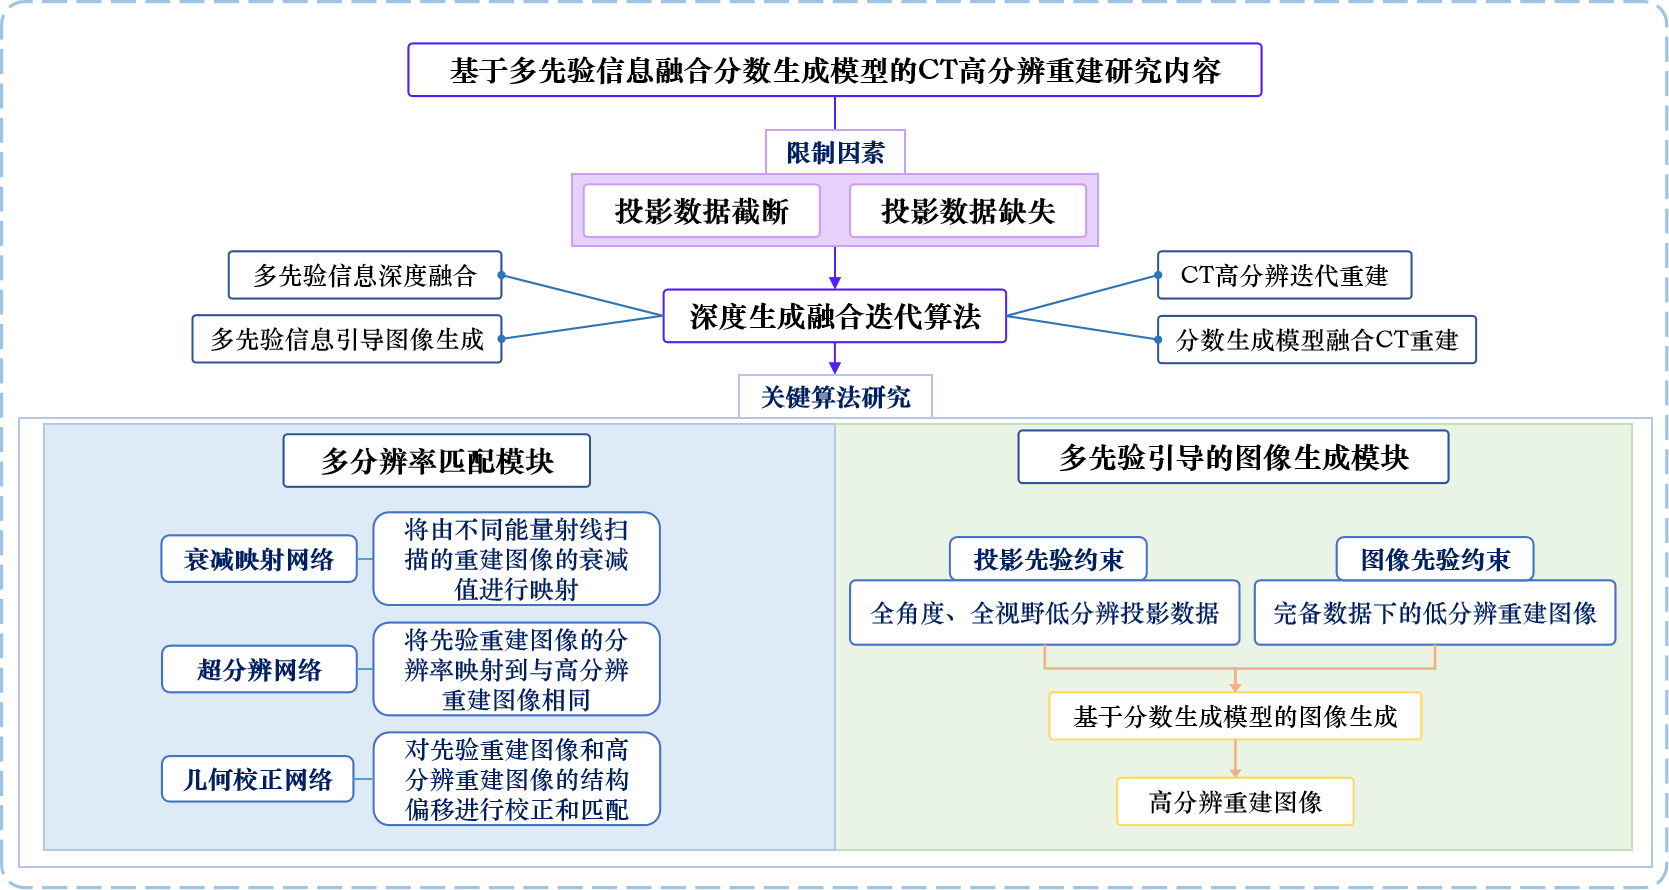 基于多先验信息融合分数生成模型的CT高分辨重建研究内容
限制因素
投影数据截断
投影数据缺失
多先验信息深度融合
多先验信息引导图像生成
深度生成融合迭代算法
CT高分辨迭代重建
分数生成模型融合CT重建
关键算法研究
多分辨率匹配模块
衰减映射网络
将由不同能量射线扫
描的重建图像的衰减
值进行映射
超分辨网络
将先验重建图像的分
辨率映射到与高分辨
重建图像相同
几何校正网络
对先验重建图像和高
分辨重建图像的结构
偏移进行校正和匹配
多先验引导的图像生成模块
投影先验约束
全角度、全视野低分辨投影数据
图像先验约束
完备数据下的低分辨重建图像
基于分数生成模型的图像生成
高分辨重建图像